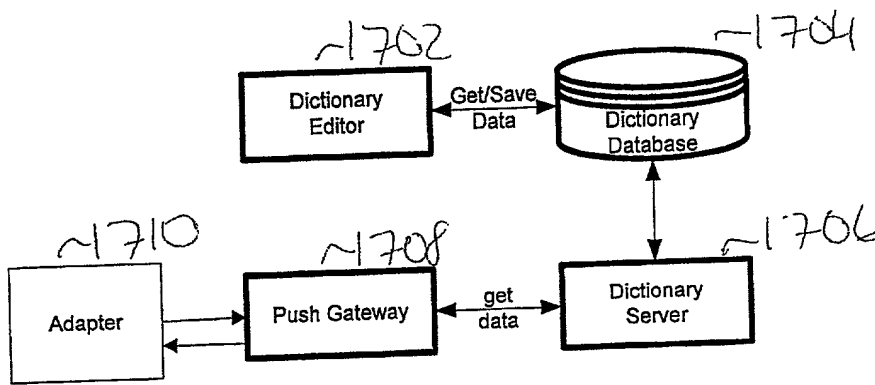 ~1702
~1704
Dictionary
Editor
Get/Save
Data
Dictionary
Database
~1710
~1708
~1706
Adapter
Push Gateway
get
data
Dictionary
Server